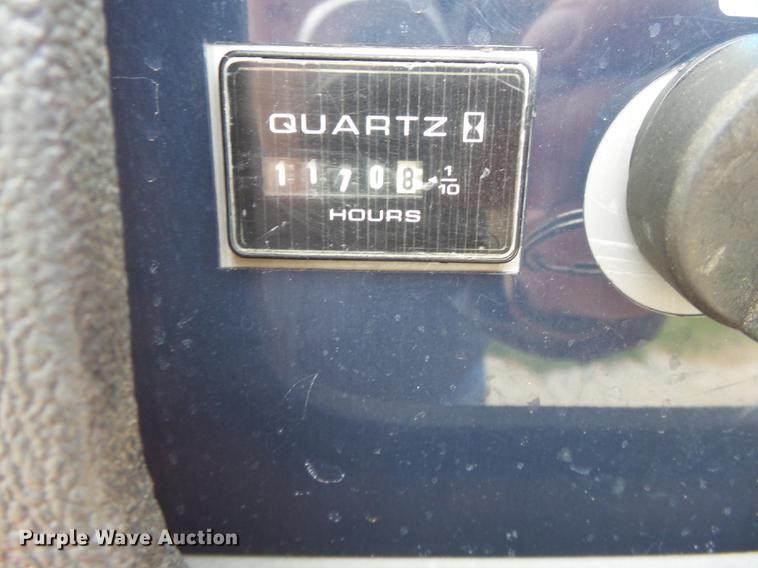 QUARTZ
11708 1/10
HOURS
Purple Wave Auction